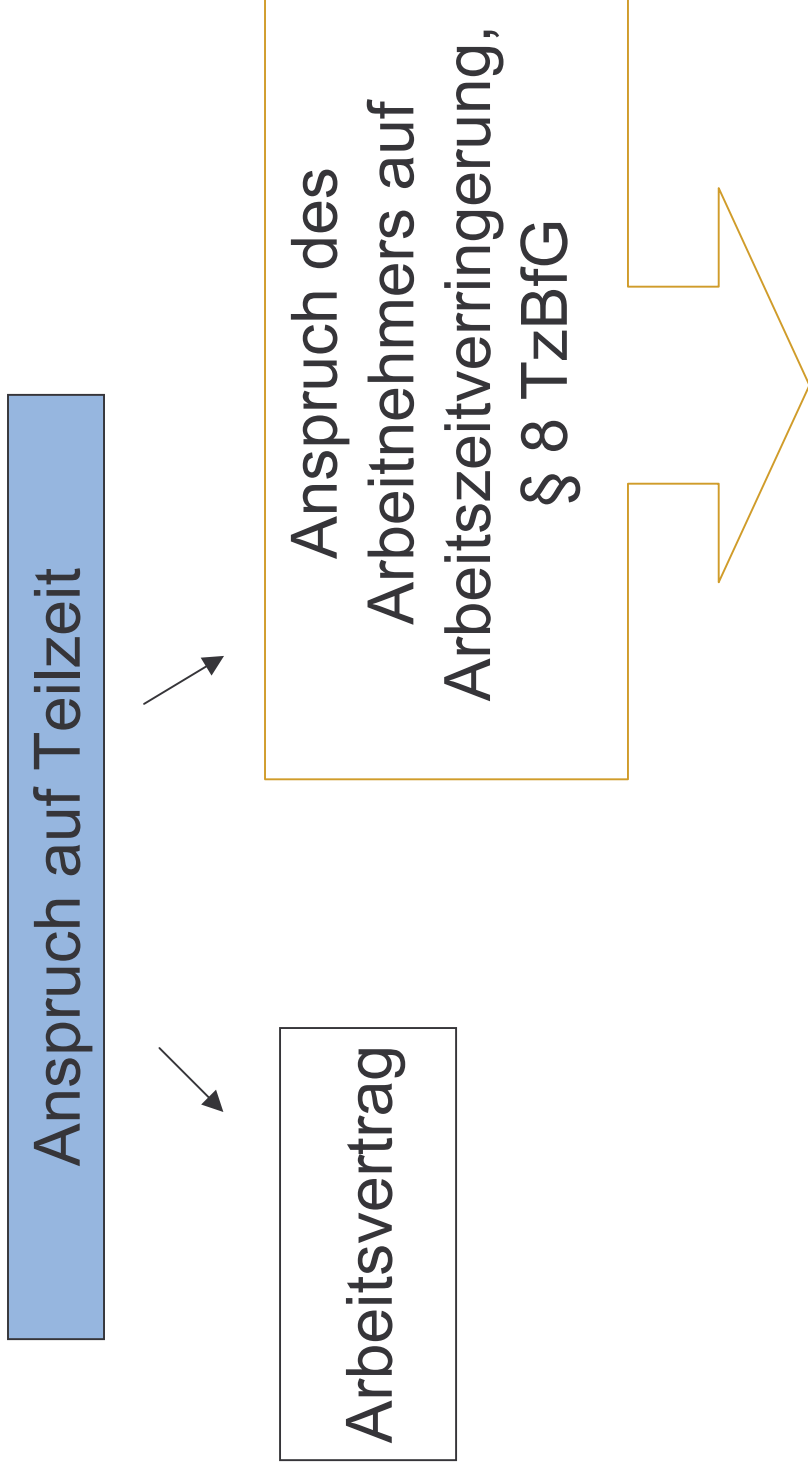 Anspruch auf Teilzeit
Arbeitsvertrag
Anspruch des
Arbeitnehmers auf
Arbeitszeitverringerung,
§ 8 TzBfG